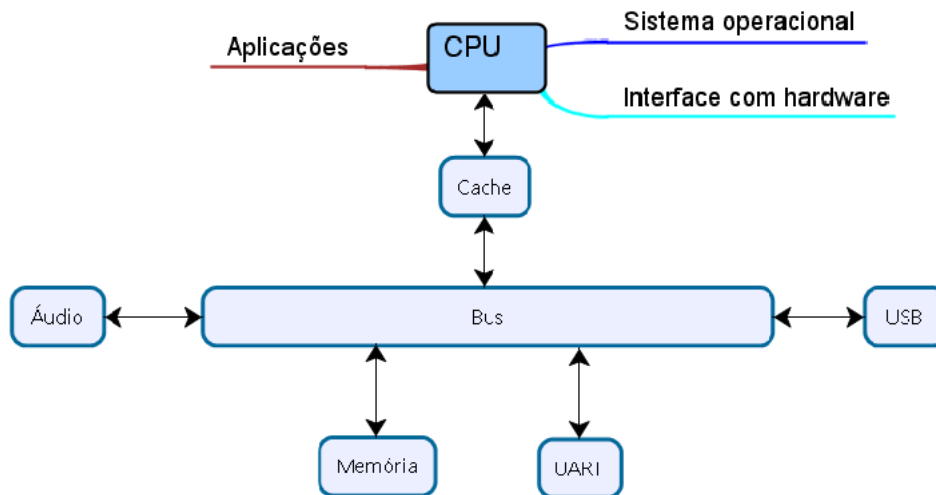 Sistema operacional
Aplicações
CPU
Interface com hardware
Cache
Áudio
Bus
USB
Memória
UART